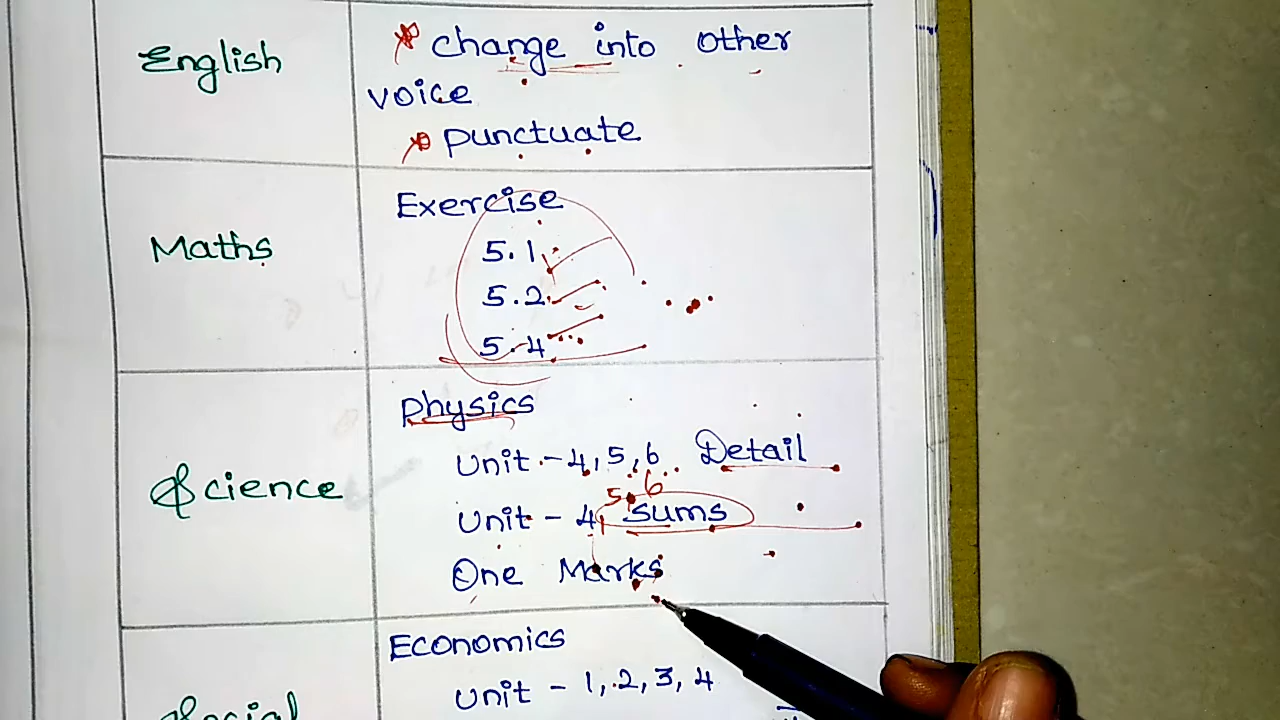 English
* change into other
voice
* punctuate
Maths
Exercise
5.1
5.2
5.4
Science
Physics
Unit - 4, 5, 6 Detail
5, 6
Unit - 4, sums
One Marks
Social
Economics
Unit - 1, 2, 3, 4